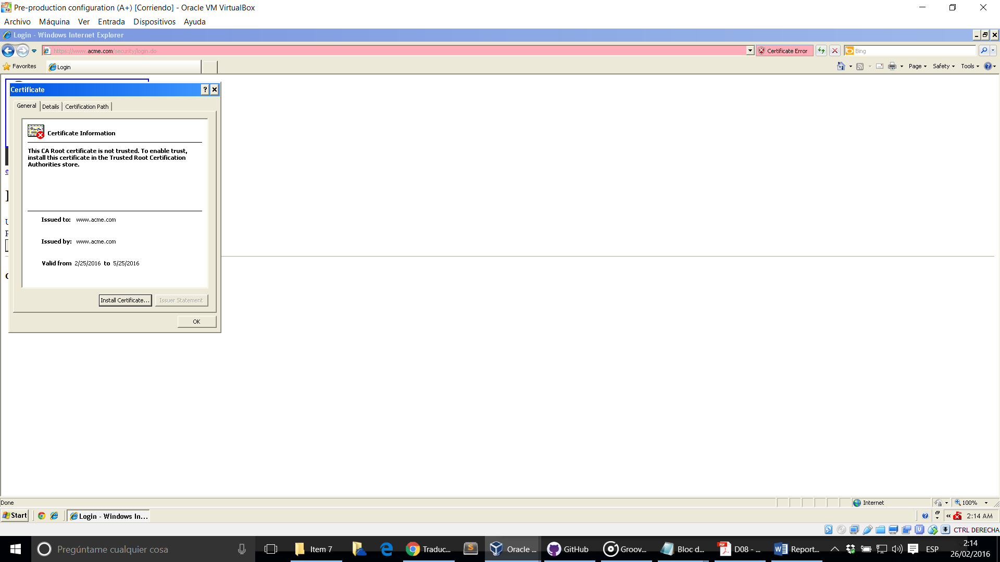 Pre-production configuration (A+) [Corriendo] - Oracle VM VirtualBox
Archivo Máquina Ver Entrada Dispositivos Ayuda
Login - Windows Internet Explorer
https://www.acme.com/security/login.do
Certificate Error
Bing
Favorites
Login
Page Safety Tools
Certificate
General Details Certification Path
Certificate Information
This CA Root certificate is not trusted. To enable trust,
install this certificate in the Trusted Root Certification
Authorities store.
Issued to: www.acme.com
Issued by: www.acme.com
Valid from 2/25/2016 to 5/25/2016
Install Certificate... Issuer Statement
OK
Done
Internet
100%
Start
Login - Windows In...
2:14 AM
CTRL DERECHA
Pregúntame cualquier cosa
Item 7
Traduc...
Oracle ...
GitHub
Groov...
Bloc d...
D08 - ...
Report...
ESP
2:14
26/02/2016